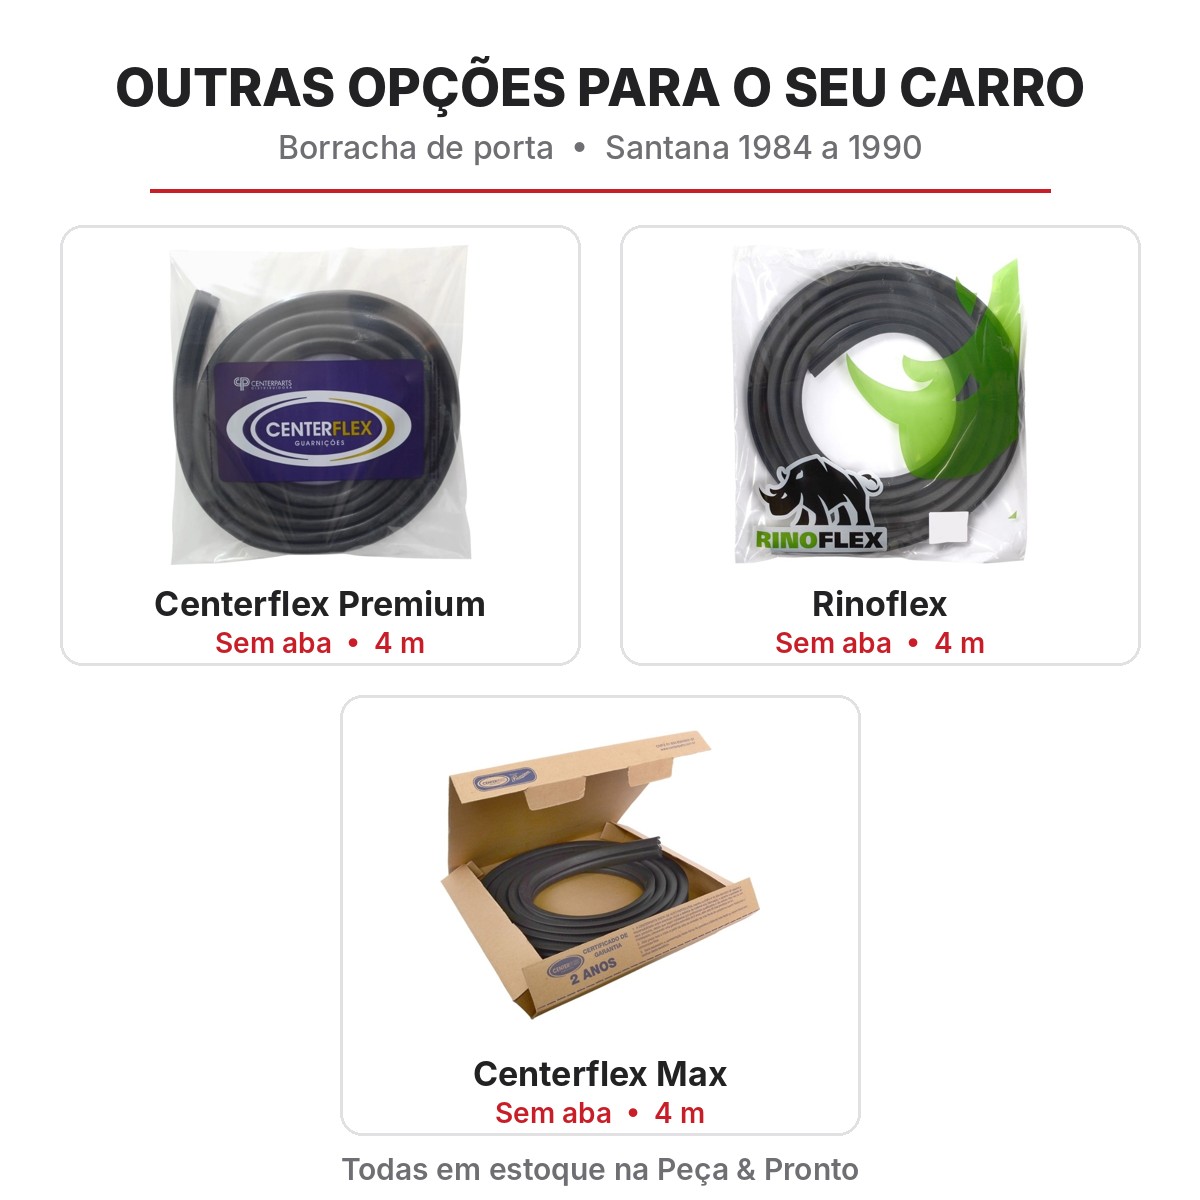 OUTRAS OPÇÕES PARA O SEU CARRO
Borracha de porta • Santana 1984 a 1990
CENTERPARTS
CENTERFLEX
GUARNIÇÕES
RINOFLEX
Centerflex Premium
Sem aba • 4 m
Rinoflex
Sem aba • 4 m
CERTIFICADO DE
GARANTIA
2 ANOS
Centerflex Max
Sem aba • 4 m
Todas em estoque na Peça & Pronto